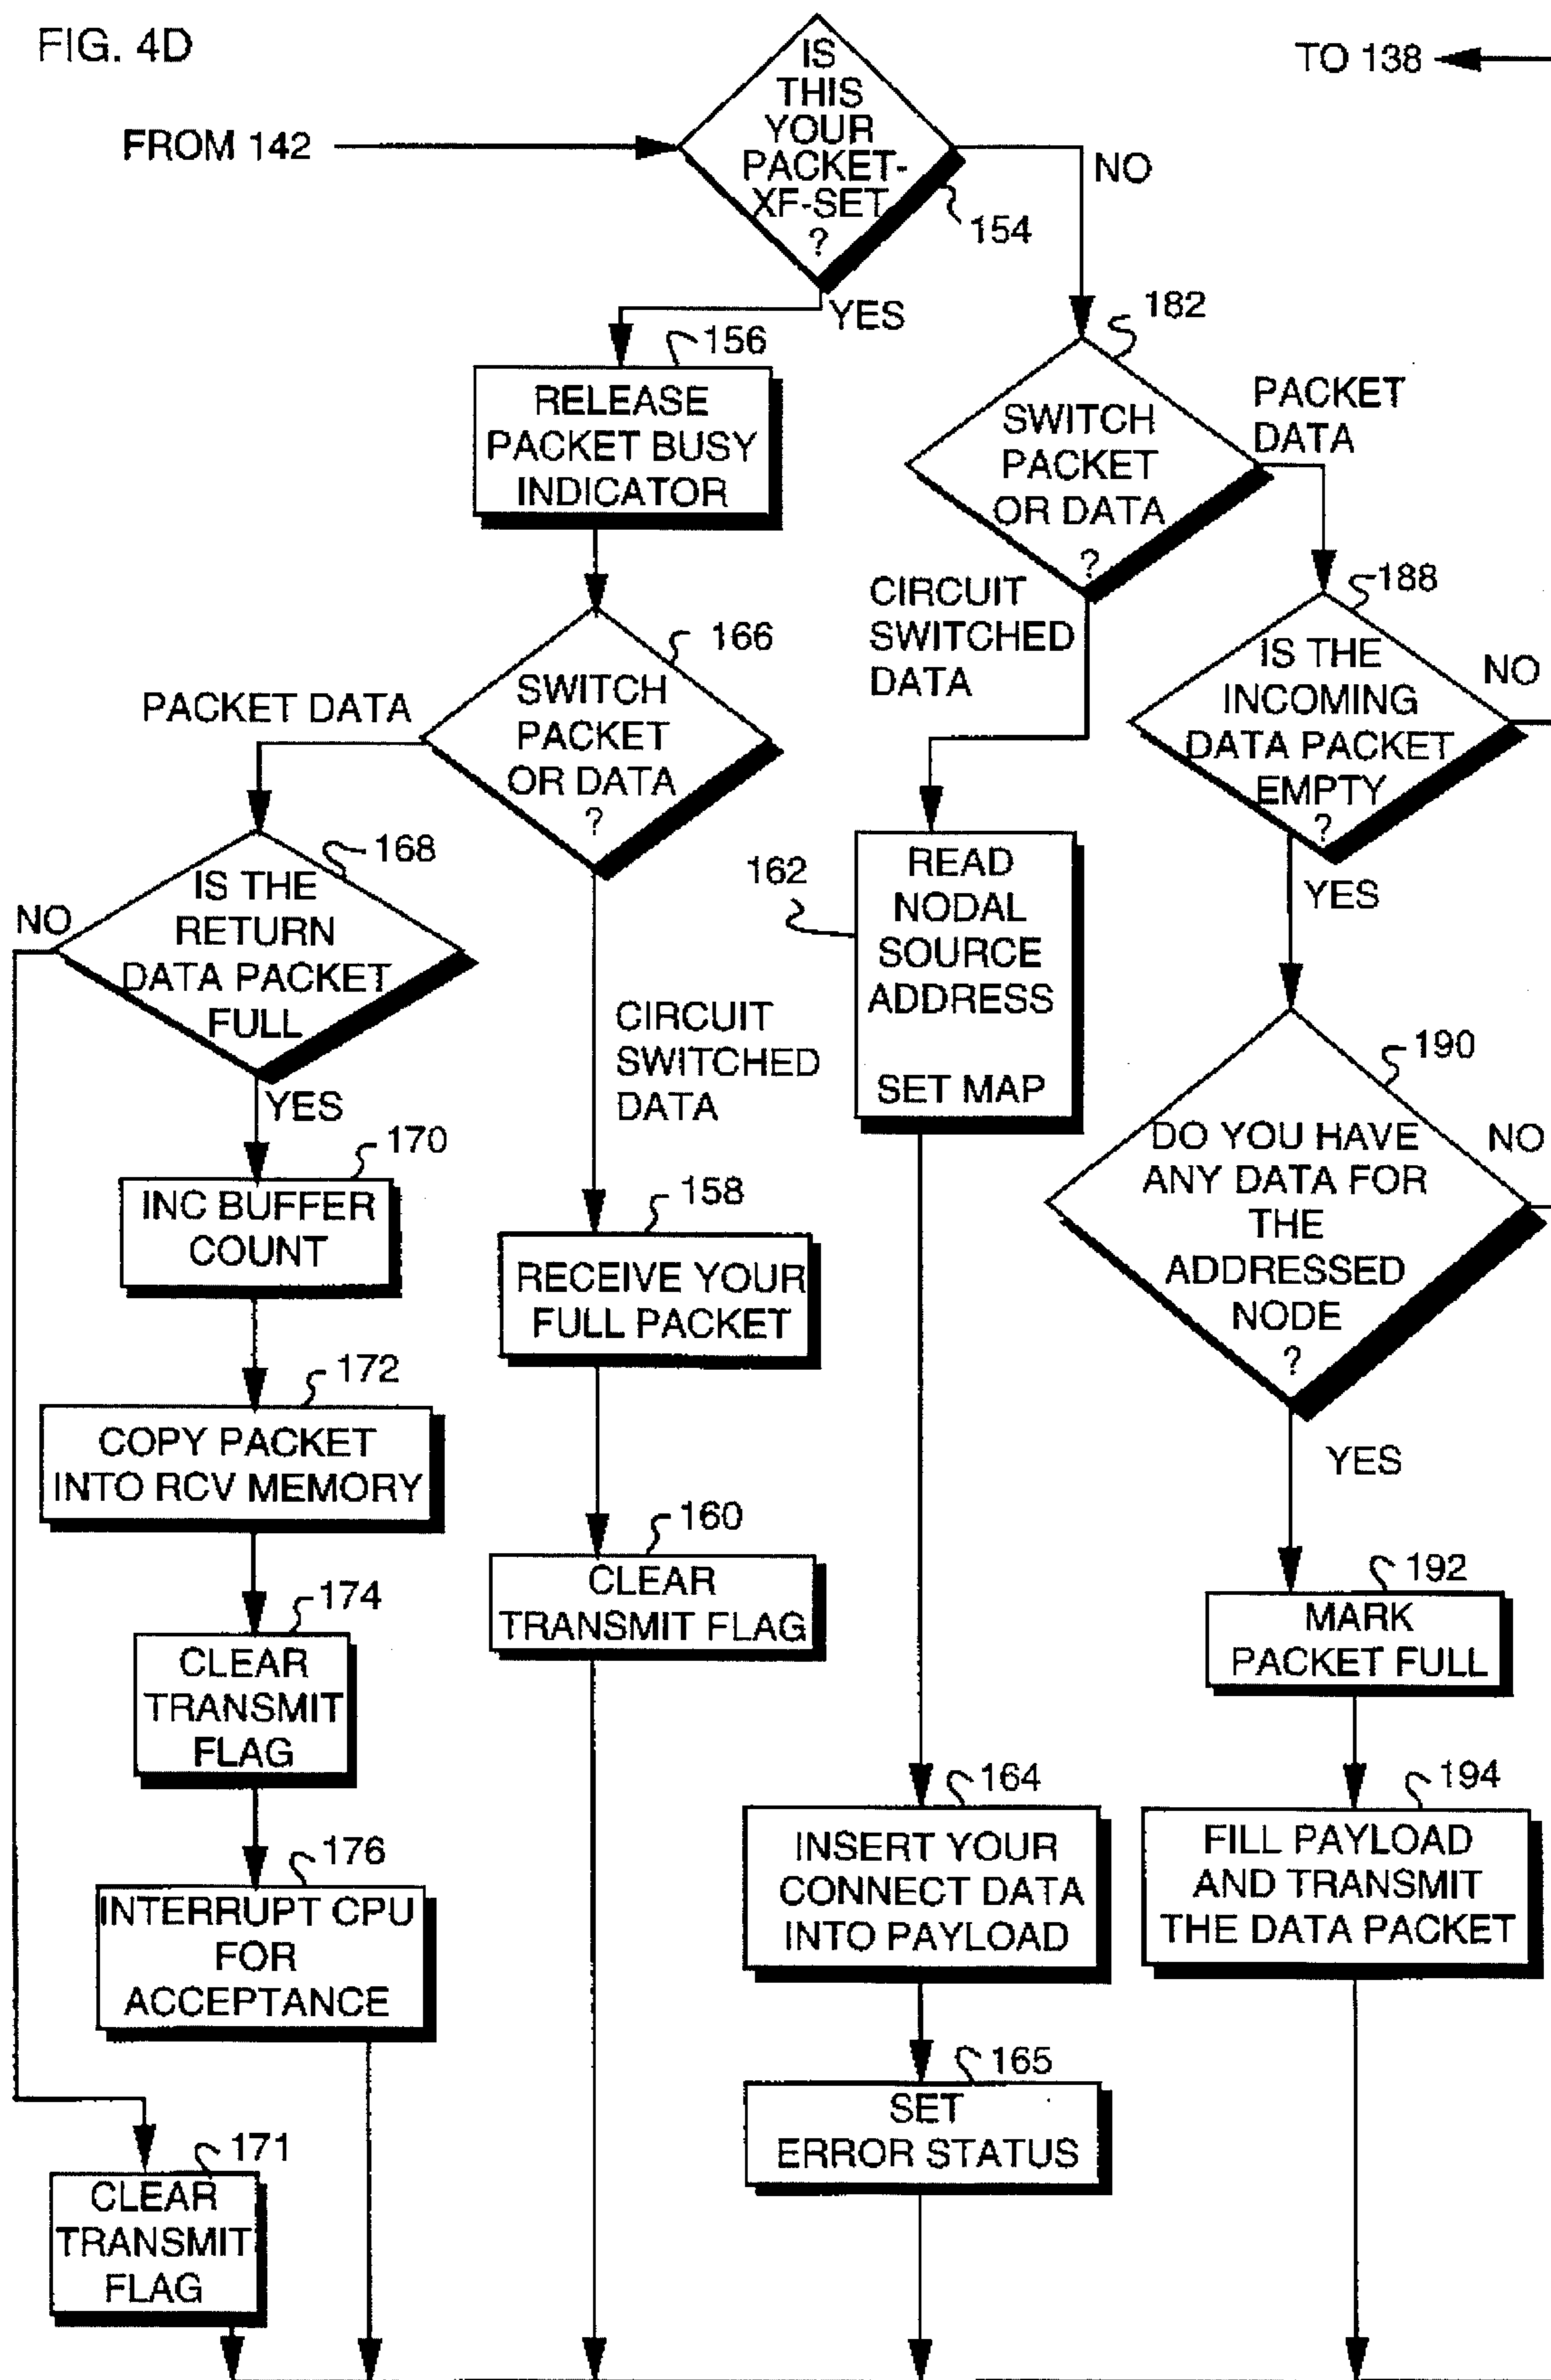 FIG. 4D
TO 138
FROM 142
IS
THIS
YOUR
PACKET-
XF-SET
?
154
NO
YES
156
RELEASE
PACKET BUSY
INDICATOR
182
SWITCH
PACKET
OR DATA
?
PACKET
DATA
CIRCUIT
SWITCHED
DATA
188
IS THE
INCOMING
DATA PACKET
EMPTY
?
NO
YES
166
SWITCH
PACKET
OR DATA
?
PACKET DATA
CIRCUIT
SWITCHED
DATA
168
IS THE
RETURN
DATA PACKET
FULL
NO
YES
162
READ
NODAL
SOURCE
ADDRESS
SET MAP
190
DO YOU HAVE
ANY DATA FOR
THE
ADDRESSED
NODE
?
NO
YES
170
INC BUFFER
COUNT
158
RECEIVE YOUR
FULL PACKET
172
COPY PACKET
INTO RCV MEMORY
160
CLEAR
TRANSMIT FLAG
192
MARK
PACKET FULL
174
CLEAR
TRANSMIT
FLAG
164
INSERT YOUR
CONNECT DATA
INTO PAYLOAD
194
FILL PAYLOAD
AND TRANSMIT
THE DATA PACKET
176
INTERRUPT CPU
FOR
ACCEPTANCE
165
SET
ERROR STATUS
171
CLEAR
TRANSMIT
FLAG